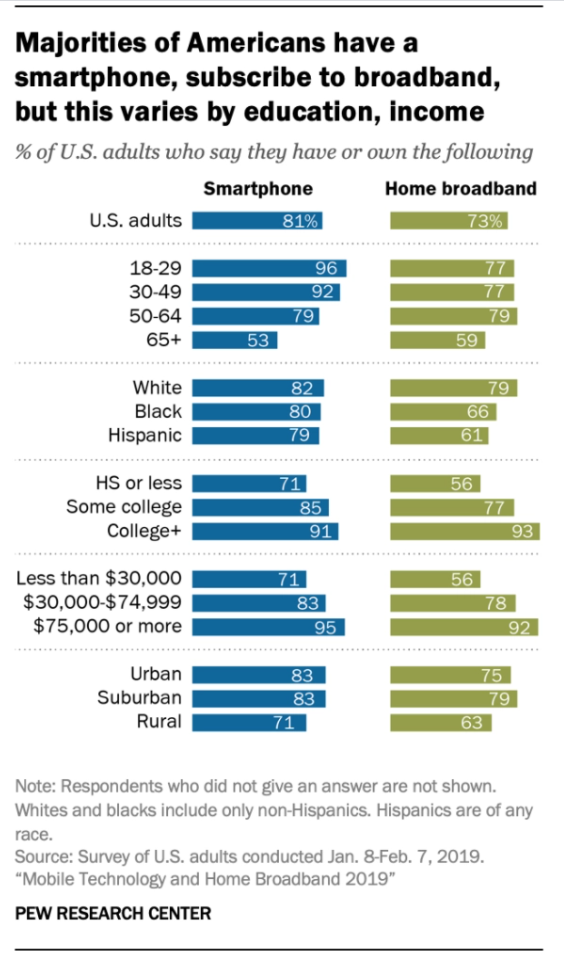 Majorities of Americans have a
smartphone, subscribe to broadband,
but this varies by education, income
% of U.S. adults who say they have or own the following
Smartphone Home broadband
U.S. adults 81% 73%
18-29 96 77
30-49 92 77
50-64 79 79
65+ 53 59
White 82 79
Black 80 66
Hispanic 79 61
HS or less 71 56
Some college 85 77
College+ 91 93
Less than $30,000 71 56
$30,000-$74,999 83 78
$75,000 or more 95 92
Urban 83 75
Suburban 83 79
Rural 71 63
Note: Respondents who did not give an answer are not shown.
Whites and blacks include only non-Hispanics. Hispanics are of any
race.
Source: Survey of U.S. adults conducted Jan. 8-Feb. 7, 2019.
“Mobile Technology and Home Broadband 2019”
PEW RESEARCH CENTER